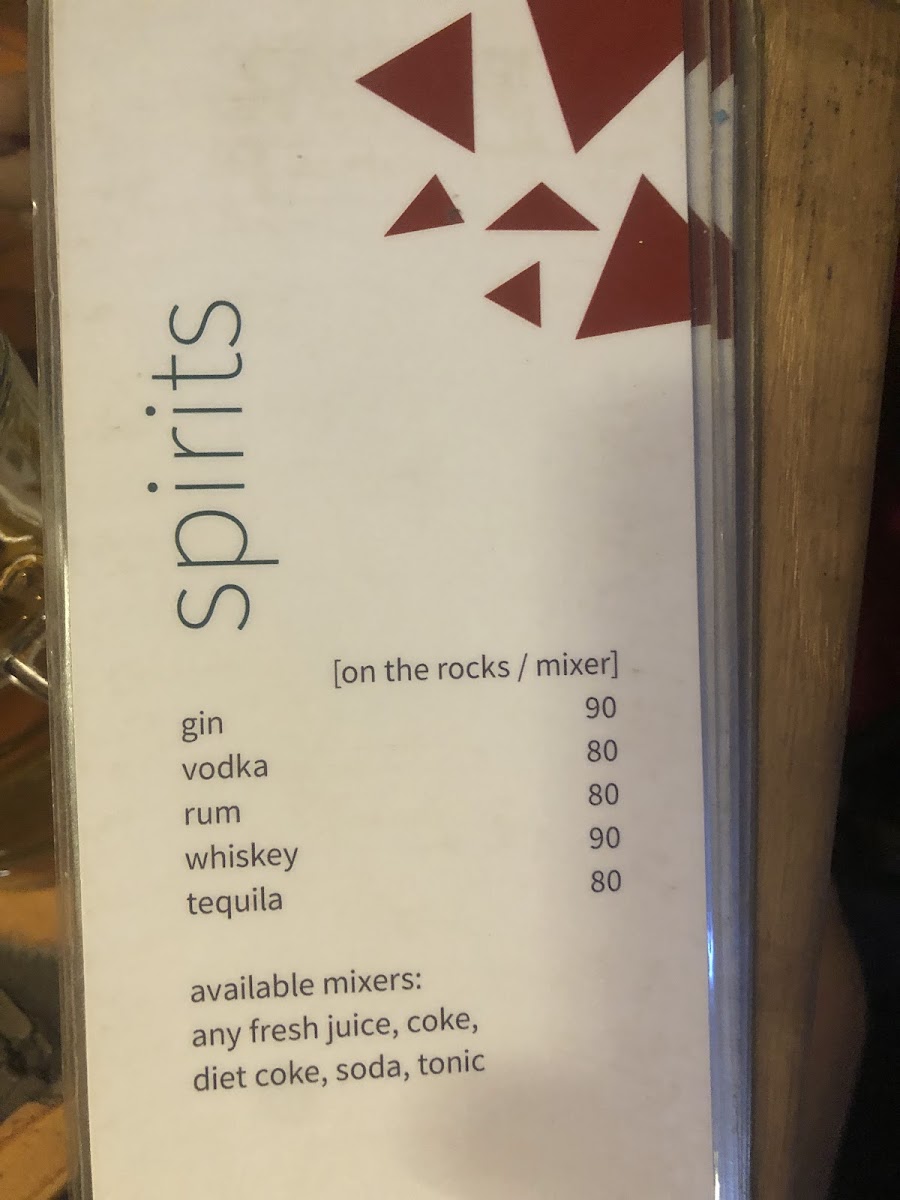 spirits
[on the rocks / mixer]
gin 90
vodka 80
rum 80
whiskey 90
tequila 80
available mixers:
any fresh juice, coke,
diet coke, soda, tonic